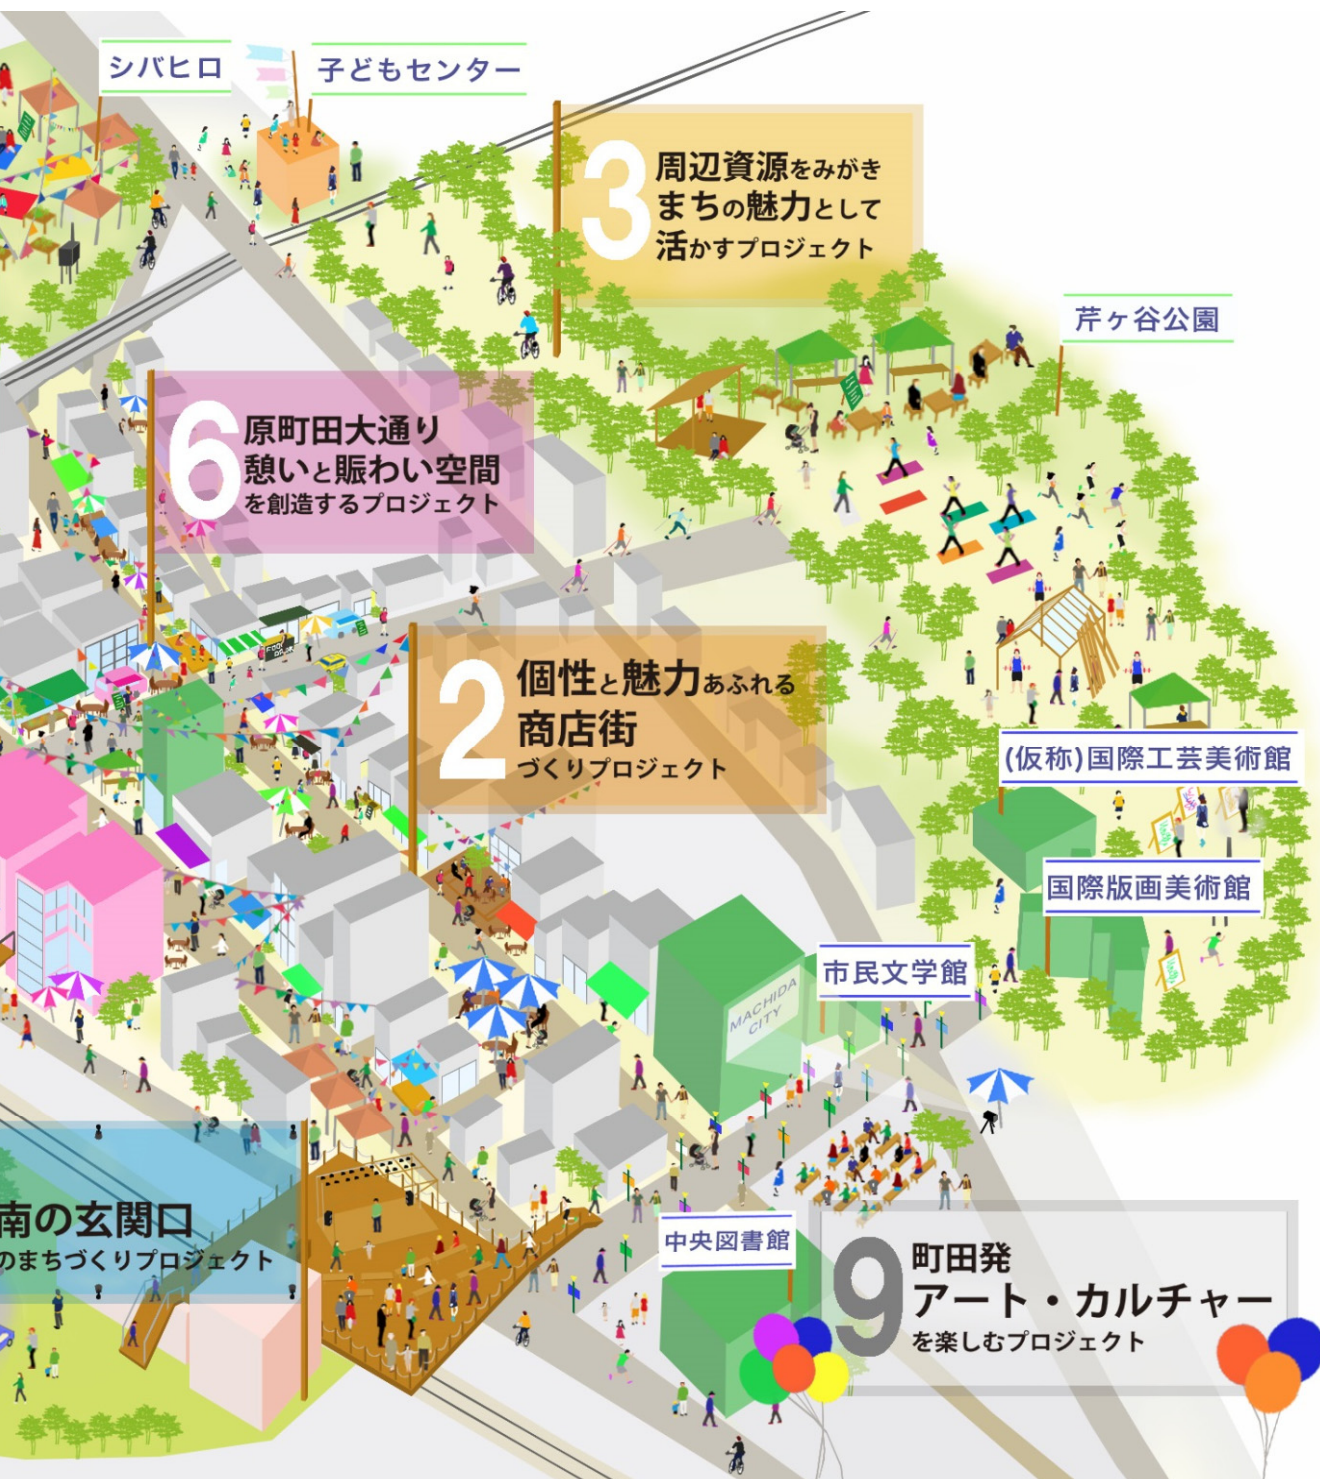 シバヒロ
子どもセンター
3
周辺資源をみがき
まちの魅力として
活かすプロジェクト
芹ヶ谷公園
6
原町田大通り
憩いと賑わい空間
を創造するプロジェクト
2
個性と魅力あふれる
商店街
づくりプロジェクト
(仮称)国際工芸美術館
国際版画美術館
市民文学館
MACHIDA
CITY
南の玄関口
のまちづくりプロジェクト
中央図書館
9
町田発
アート・カルチャー
を楽しむプロジェクト